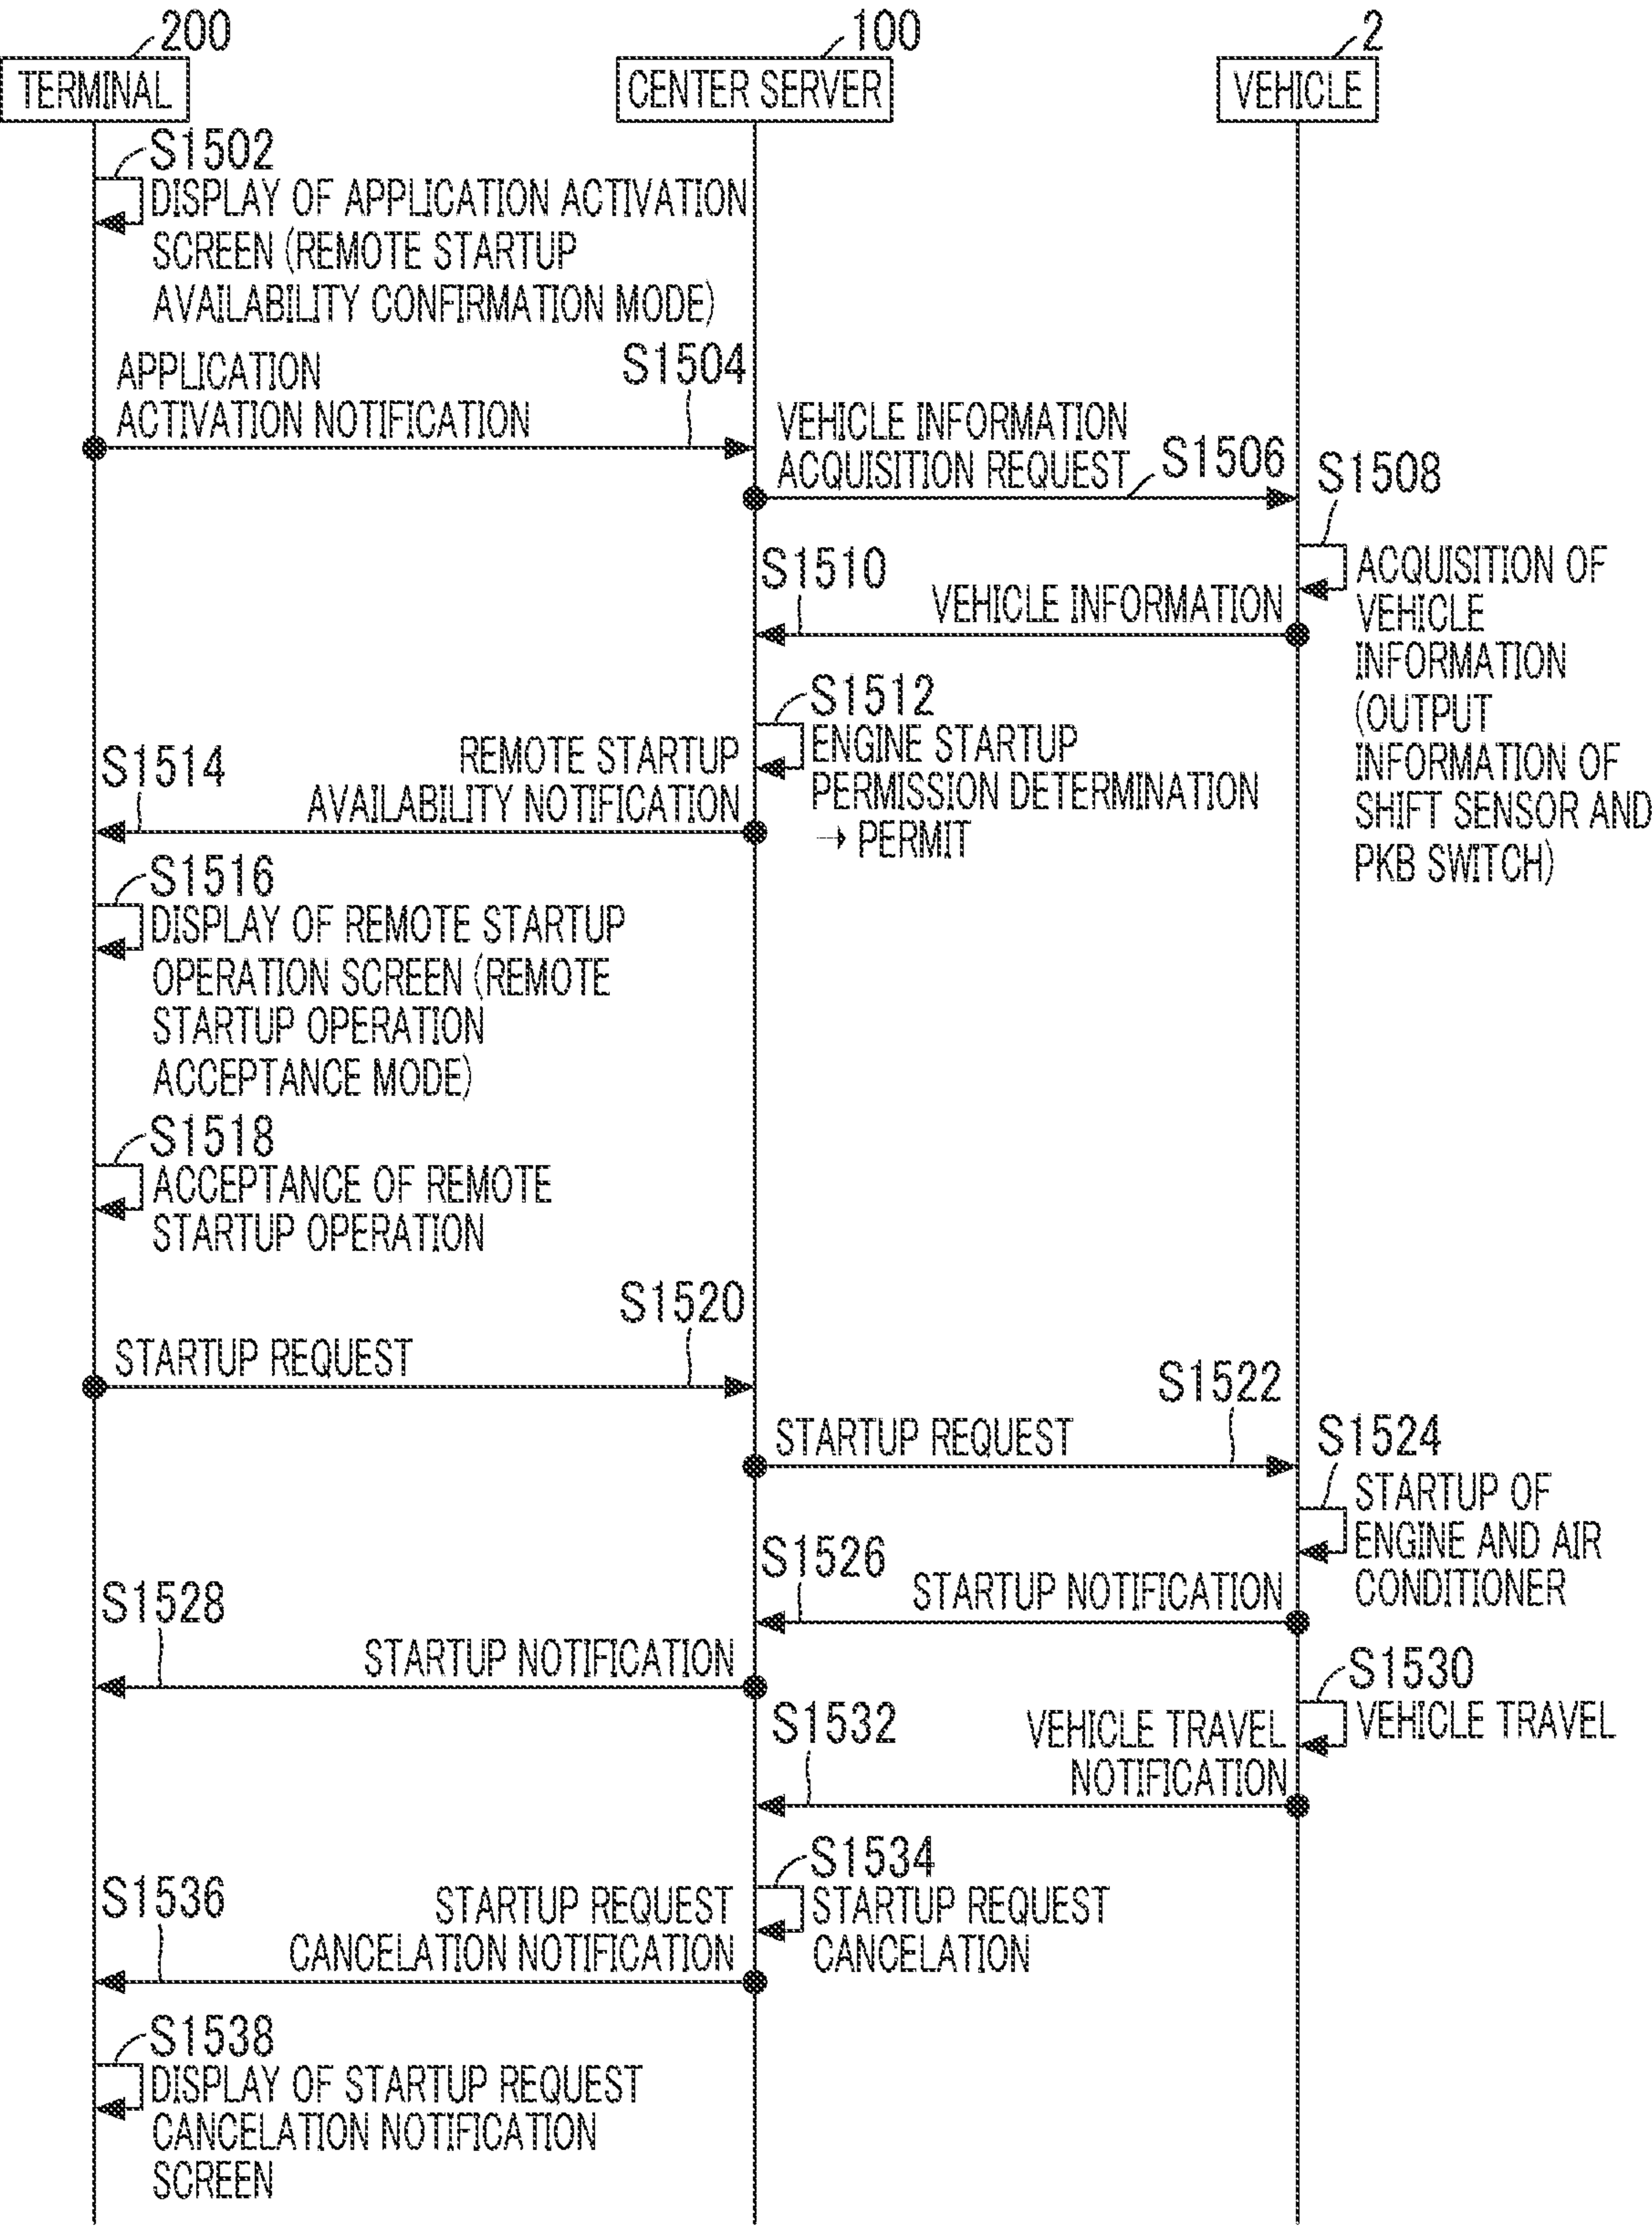 200
100
2
TERMINAL
CENTER SERVER
VEHICLE
S1502
DISPLAY OF APPLICATION ACTIVATION
SCREEN (REMOTE STARTUP
AVAILABILITY CONFIRMATION MODE)
APPLICATION
ACTIVATION NOTIFICATION
S1504
VEHICLE INFORMATION
ACQUISITION REQUEST
S1506
S1508
ACQUISITION OF
VEHICLE
INFORMATION
(OUTPUT
INFORMATION OF
SHIFT SENSOR AND
PKB SWITCH)
S1510
VEHICLE INFORMATION
S1512
ENGINE STARTUP
PERMISSION DETERMINATION
→ PERMIT
S1514
REMOTE STARTUP
AVAILABILITY NOTIFICATION
S1516
DISPLAY OF REMOTE STARTUP
OPERATION SCREEN (REMOTE
STARTUP OPERATION
ACCEPTANCE MODE)
S1518
ACCEPTANCE OF REMOTE
STARTUP OPERATION
S1520
STARTUP REQUEST
S1522
STARTUP REQUEST
S1524
STARTUP OF
ENGINE AND AIR
CONDITIONER
S1526
STARTUP NOTIFICATION
S1528
STARTUP NOTIFICATION
S1530
VEHICLE TRAVEL
S1532
VEHICLE TRAVEL
NOTIFICATION
S1534
STARTUP REQUEST
CANCELATION
S1536
STARTUP REQUEST
CANCELATION NOTIFICATION
S1538
DISPLAY OF STARTUP REQUEST
CANCELATION NOTIFICATION
SCREEN